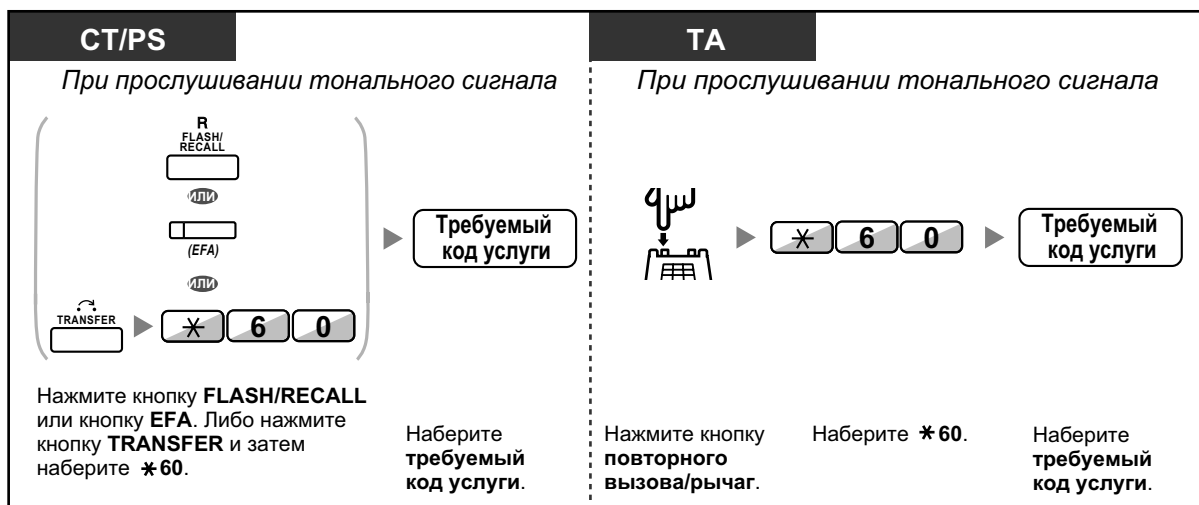 CT/PS
При прослушивании тонального сигнала
R
FLASH/
RECALL
или
(EFA)
или
TRANSFER
* 6 0
Требуемый
код услуги
Нажмите кнопку FLASH/RECALL
или кнопку EFA. Либо нажмите
кнопку TRANSFER и затем
наберите *60.
Наберите
требуемый
код услуги.
TA
При прослушивании тонального сигнала
* 6 0
Требуемый
код услуги
Нажмите кнопку
повторного
вызова/рычаг.
Наберите *60.
Наберите
требуемый
код услуги.